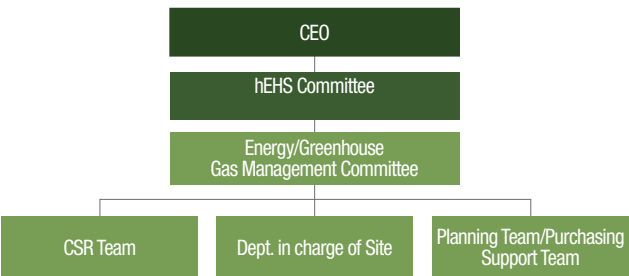 CEO
hEHS Committee
Energy/Greenhouse
Gas Management Committee
CSR Team
Dept. in charge of Site
Planning Team/Purchasing
Support Team